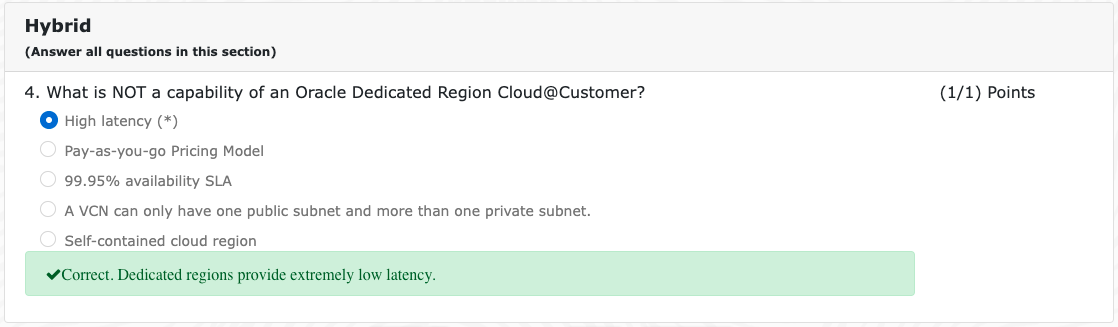 Hybrid
(Answer all questions in this section)
4. What is NOT a capability of an Oracle Dedicated Region Cloud@Customer? (1/1) Points
High latency (*)
Pay-as-you-go Pricing Model
99.95% availability SLA
A VCN can only have one public subnet and more than one private subnet.
Self-contained cloud region
Correct. Dedicated regions provide extremely low latency.